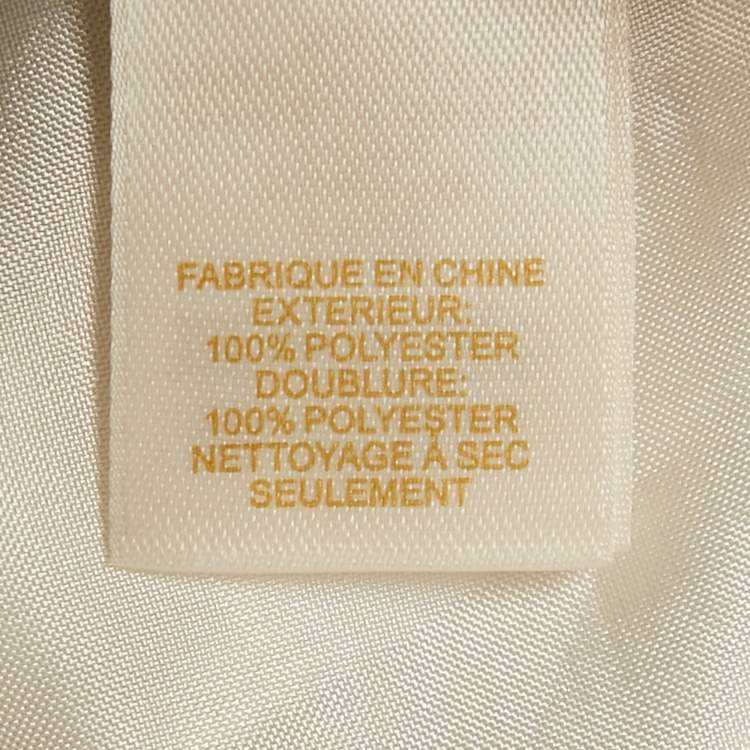 FABRIQUE EN CHINE
EXTERIEUR:
100% POLYESTER
DOUBLURE:
100% POLYESTER
NETTOYAGE À SEC
SEULEMENT